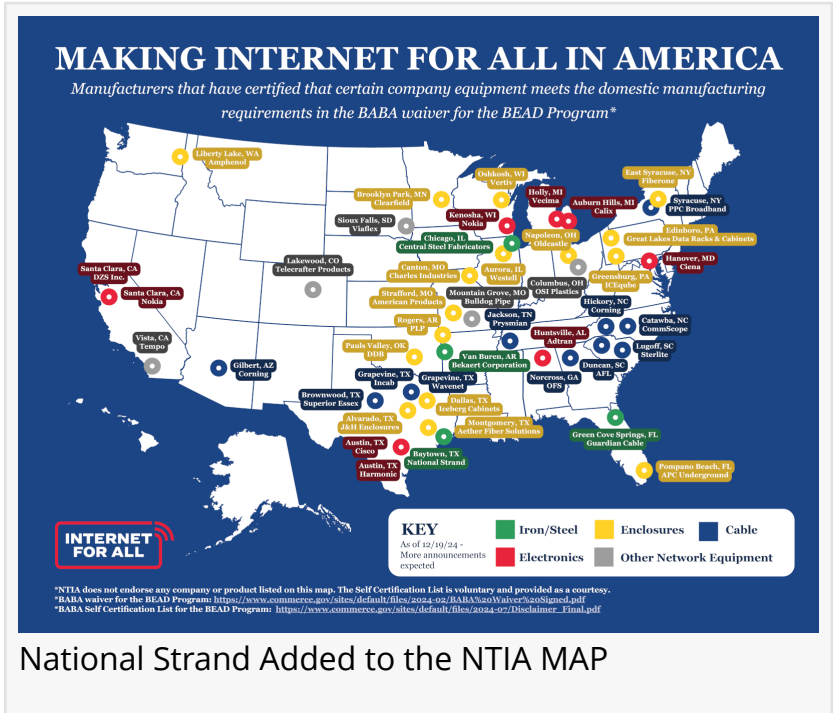 MAKING INTERNET FOR ALL IN AMERICA
Manufacturers that have certified that certain company equipment meets the domestic manufacturing
requirements in the BABA waiver for the BEAD Program*
Liberty Lake, WA
Amphenol
Oshkosh, WI
Vertiv
East Syracuse, NY
Fiberone
Brooklyn Park, MN
Clearfield
Holly, MI
Vecima
Auburn Hills, MI
Calix
Syracuse, NY
PPC Broadband
Sioux Falls, SD
Viaflex
Kenosha, WI
Nokia
Chicago, IL
Central Steel Fabricators
Napoleon, OH
Oldcastle
Edinboro, PA
Great Lakes Data Racks & Cabinets
Lakewood, CO
Telecrafter Products
Canton, MO
Charles Industries
Aurora, IL
Westell
Hanover, MD
Ciena
Santa Clara, CA
DZS Inc.
Santa Clara, CA
Nokia
Strafford, MO
American Products
Mountain Grove, MO
Bulldog Pipe
Columbus, OH
OSI Plastics
Greensburg, PA
ICEqube
Hickory, NC
Corning
Rogers, AR
PLP
Jackson, TN
Prysmian
Huntsville, AL
Adtran
Catawba, NC
CommScope
Vista, CA
Tempo
Pauls Valley, OK
DDB
Van Buren, AR
Bekaert Corporation
Lugoff, SC
Sterlite
Gilbert, AZ
Corning
Grapevine, TX
Incab
Grapevine, TX
Wavenet
Norcross, GA
OFS
Duncan, SC
AFL
Brownwood, TX
Superior Essex
Dallas, TX
Iceberg Cabinets
Alvarado, TX
J&H Enclosures
Montgomery, TX
Aether Fiber Solutions
Austin, TX
Cisco
Baytown, TX
National Strand
Green Cove Springs, FL
Guardian Cable
Austin, TX
Harmonic
Pompano Beach, FL
APC Underground
INTERNET
FOR ALL
KEY
As of 12/19/24 -
More announcements
expected
Iron/Steel
Enclosures
Cable
Electronics
Other Network Equipment
*NTIA does not endorse any company or product listed on this map. The Self Certification List is voluntary and provided as a courtesy.
*BABA waiver for the BEAD Program: https://www.commerce.gov/sites/default/files/2024-02/BABA%20Waiver%20Signed.pdf
*BABA Self Certification List for the BEAD Program: https://www.commerce.gov/sites/default/files/2024-07/Disclaimer_Final.pdf
National Strand Added to the NTIA MAP